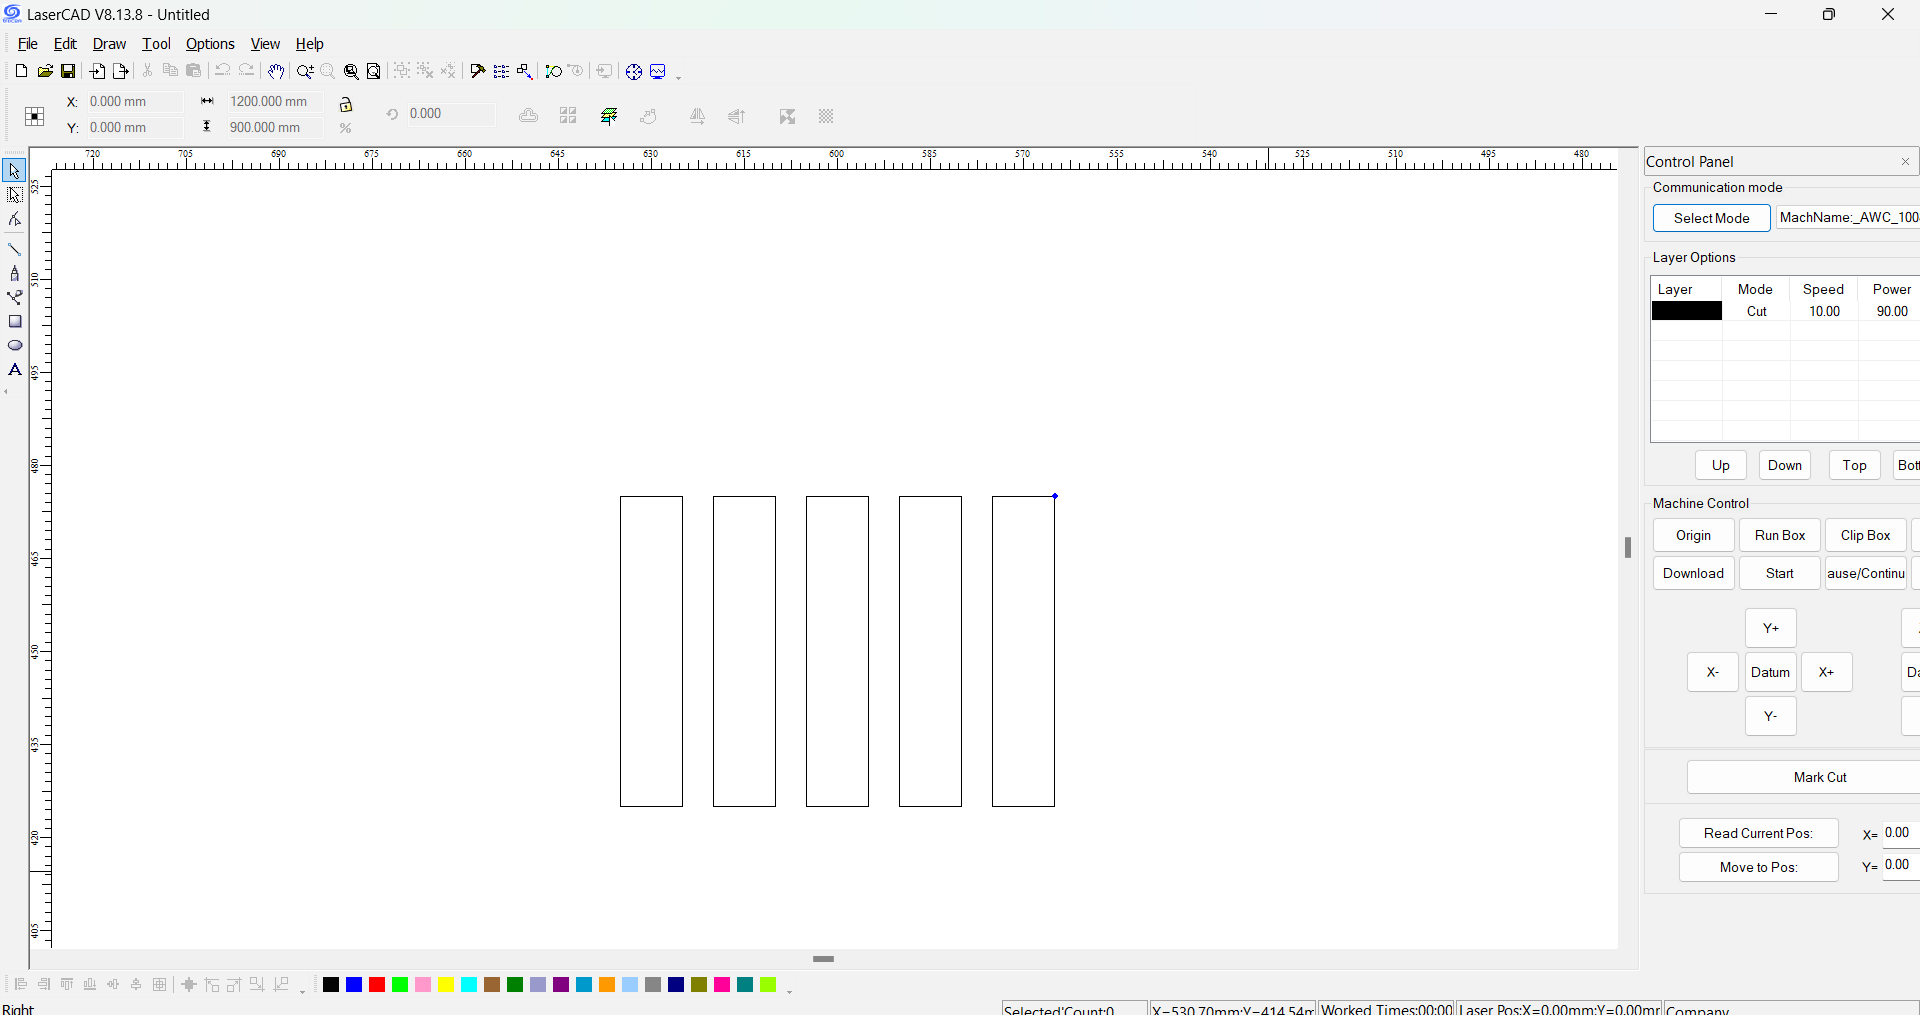 LaserCAD V8.13.8 - Untitled
File Edit Draw Tool Options View Help
X: 0.000 mm 1200.000 mm 0.000
Y: 0.000 mm 900.000 mm %
720 705 690 675 660 645 630 615 600 585 570 555 540 525 510 495 480
525
510
495
480
465
450
435
420
405
Control Panel
Communication mode
Select Mode MachName:_AWC_100
Layer Options
Layer Mode Speed Power
Cut 10.00 90.00
Up Down Top Bott
Machine Control
Origin Run Box Clip Box
Download Start ause/Continu
Y+
X- Datum X+ Da
Y-
Mark Cut
Read Current Pos: X= 0.00
Move to Pos: Y= 0.00
Right Selected'Count:0 X=530.70mm;Y=414.54m Worked Times:00:00 Laser Pos:X=0.00mm;Y=0.00mr Company